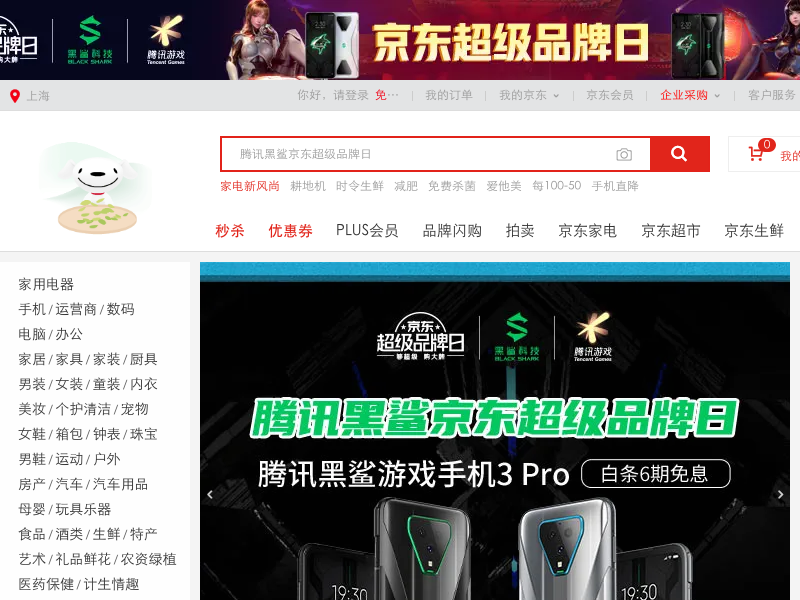 京东
超级品牌日
够超级 购大牌
黑鲨科技
BLACK SHARK
腾讯游戏
Tencent Games
京东超级品牌日
上海
你好，请登录 免…
我的订单
我的京东
京东会员
企业采购
客户服务
腾讯黑鲨京东超级品牌日
0
我的
家电新风尚 耕地机 时令生鲜 减肥 免费杀菌 爱他美 每100-50 手机直降
秒杀 优惠券 PLUS会员 品牌闪购 拍卖 京东家电 京东超市 京东生鲜
家用电器
手机 / 运营商 / 数码
电脑 / 办公
家居 / 家具 / 家装 / 厨具
男装 / 女装 / 童装 / 内衣
美妆 / 个护清洁 / 宠物
女鞋 / 箱包 / 钟表 / 珠宝
男鞋 / 运动 / 户外
房产 / 汽车 / 汽车用品
母婴 / 玩具乐器
食品 / 酒类 / 生鲜 / 特产
艺术 / 礼品鲜花 / 农资绿植
医药保健 / 计生情趣
京东
超级品牌日
够超级 购大牌
黑鲨科技
BLACK SHARK
腾讯游戏
Tencent Games
腾讯黑鲨京东超级品牌日
腾讯黑鲨游戏手机3 Pro 白条6期免息
19:30
19:30